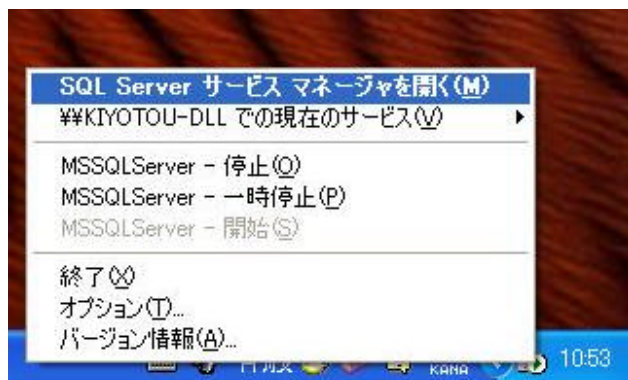 SQL Server サービス マネージャを開く(M)
¥¥KIYOTOU-DLL での現在のサービス(V)
MSSQLServer - 停止(O)
MSSQLServer - 一時停止(P)
MSSQLServer - 開始(S)
終了(X)
オプション(T)...
バージョン情報(A)...
KANA
10:53